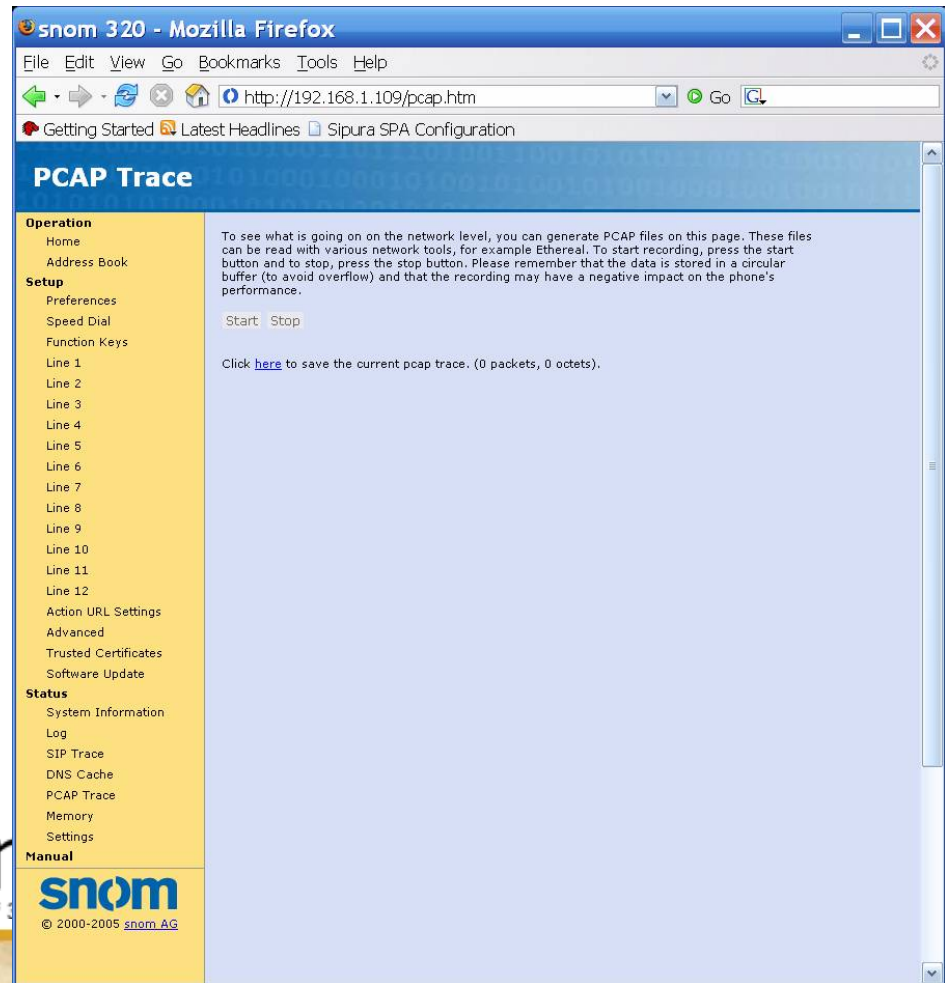 snom 320 - Mozilla Firefox
File Edit View Go Bookmarks Tools Help
http://192.168.1.109/pcap.htm Go
Getting Started Latest Headlines Sipura SPA Configuration
PCAP Trace
Operation
Home
Address Book
Setup
Preferences
Speed Dial
Function Keys
Line 1
Line 2
Line 3
Line 4
Line 5
Line 6
Line 7
Line 8
Line 9
Line 10
Line 11
Line 12
Action URL Settings
Advanced
Trusted Certificates
Software Update
Status
System Information
Log
SIP Trace
DNS Cache
PCAP Trace
Memory
Settings
Manual
snom
© 2000-2005 snom AG
To see what is going on on the network level, you can generate PCAP files on this page. These files
can be read with various network tools, for example Ethereal. To start recording, press the start
button and to stop, press the stop button. Please remember that the data is stored in a circular
buffer (to avoid overflow) and that the recording may have a negative impact on the phone's
performance.
Start Stop
Click here to save the current pcap trace. (0 packets, 0 octets).